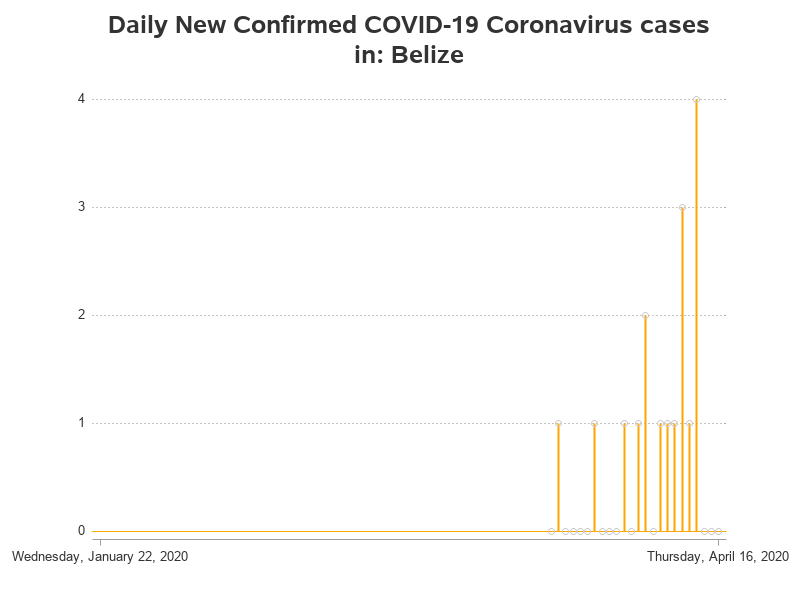 Daily New Confirmed COVID-19 Coronavirus cases
in: Belize
4
3
2
1
0
Wednesday, January 22, 2020 Thursday, April 16, 2020